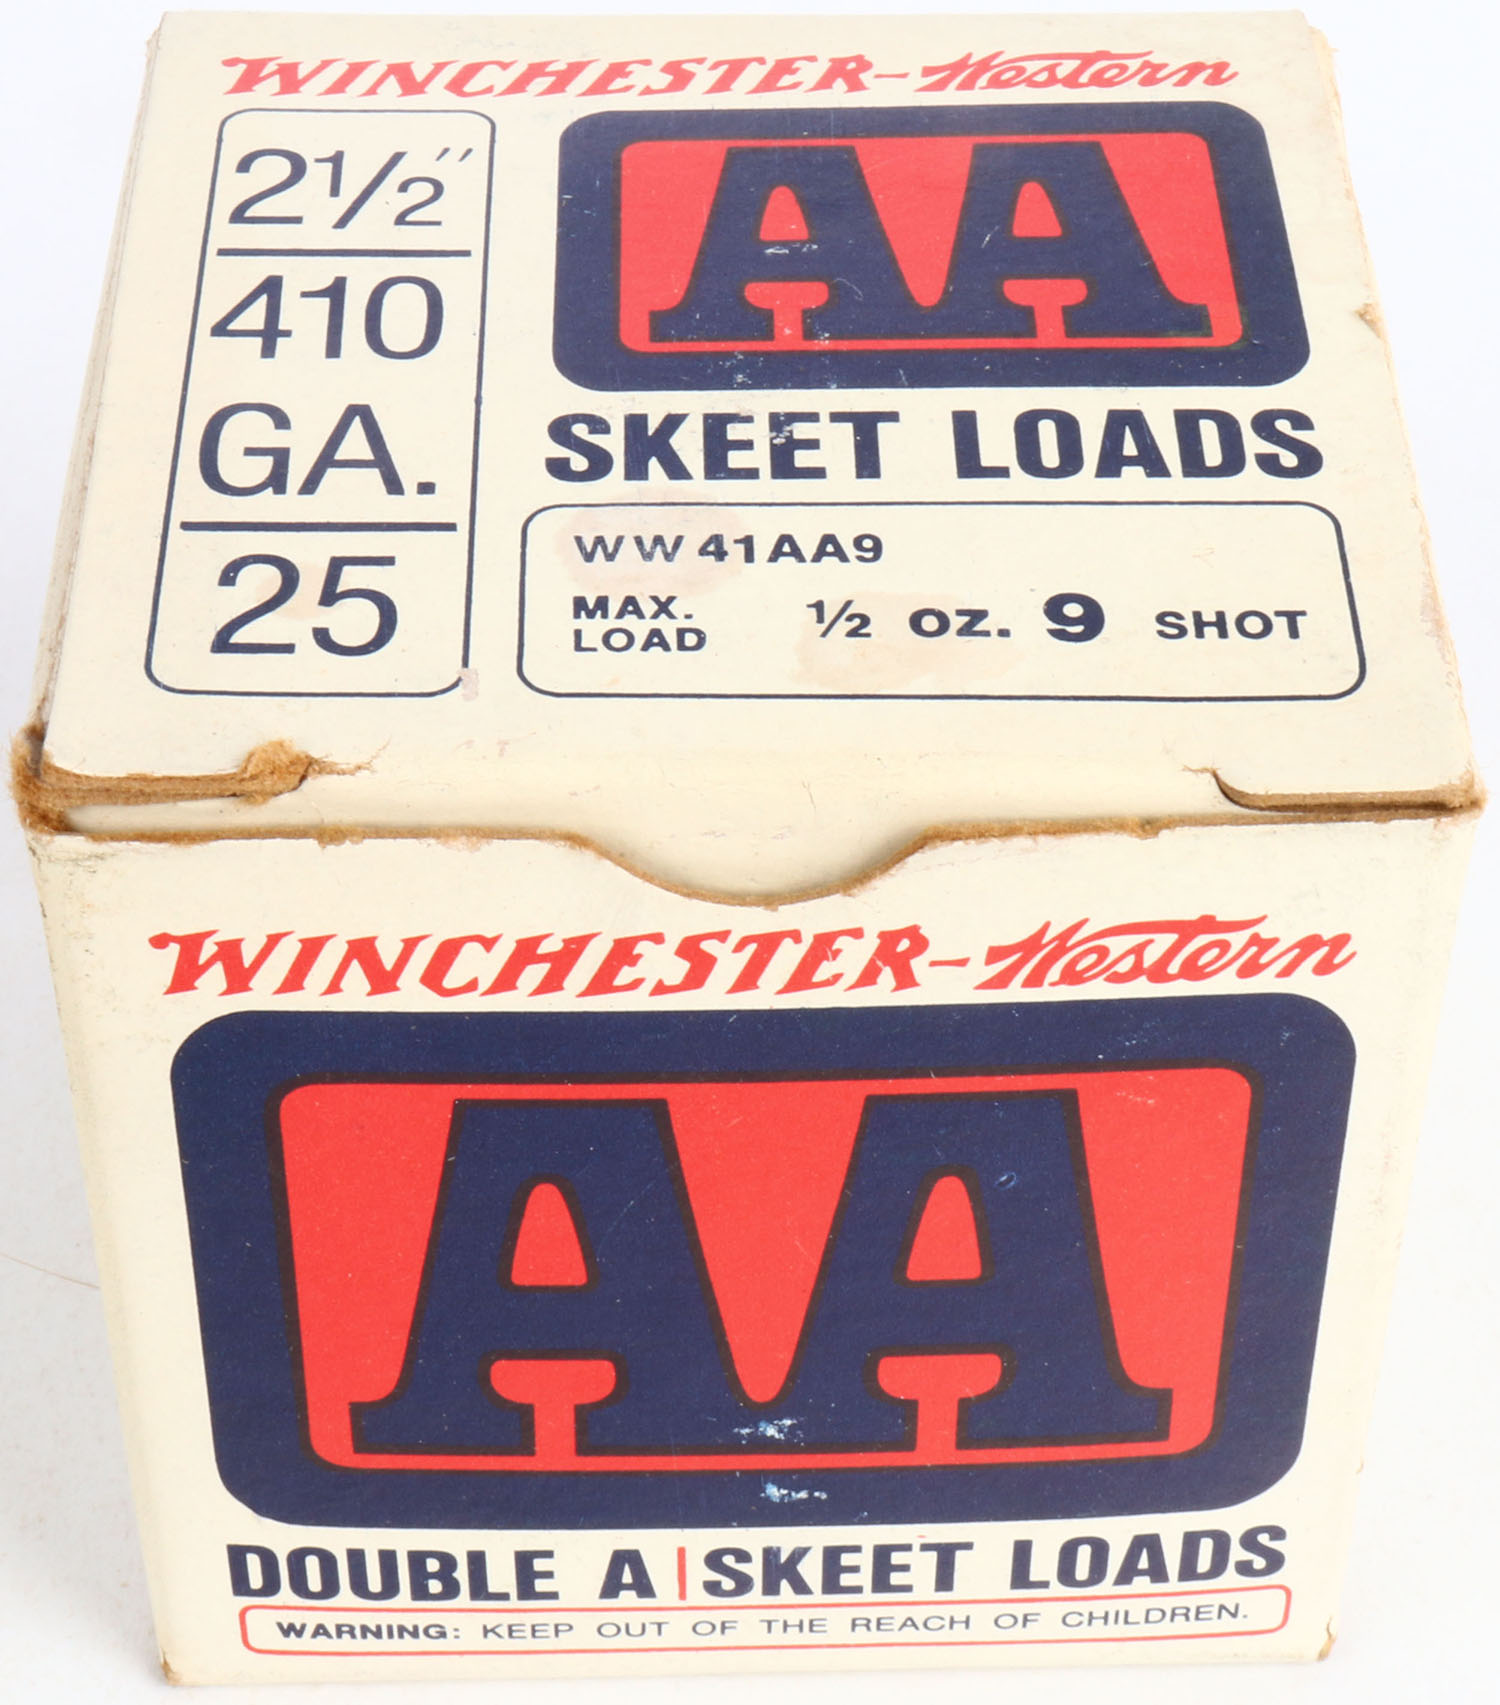 WINCHESTER-Western
2½"
410
GA.
25
AA
SKEET LOADS
WW41AA9
MAX. LOAD ½ oz. 9 SHOT
WINCHESTER-Western
AA
DOUBLE A | SKEET LOADS
WARNING: KEEP OUT OF THE REACH OF CHILDREN.